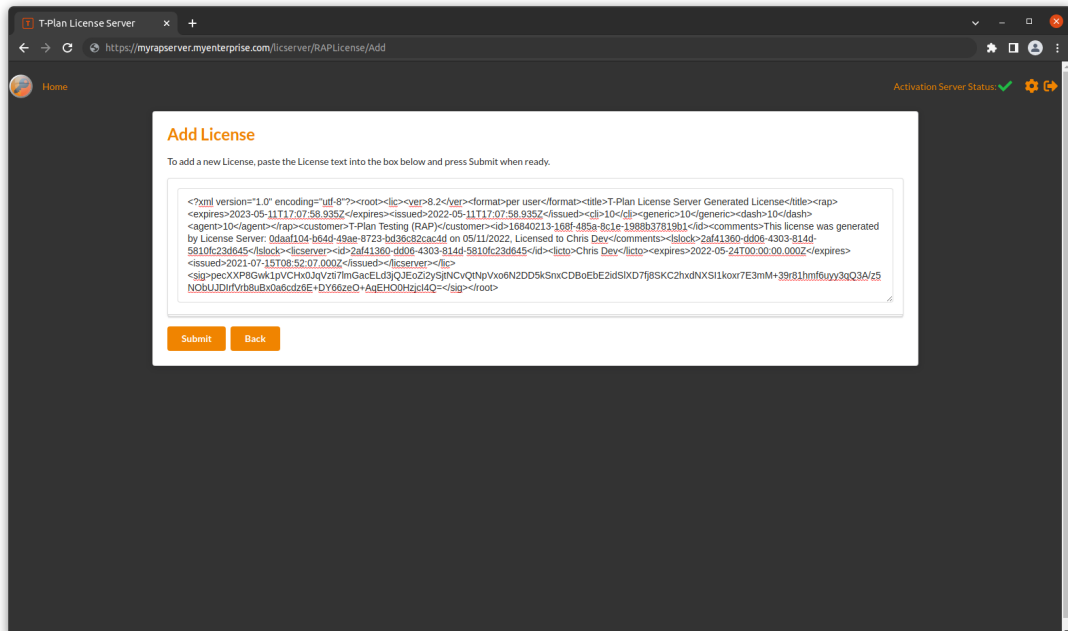 T-Plan License Server
https://myrapserver.myenterprise.com/licserver/RAPLicense/Add
Home
Activation Server Status:
Add License
To add a new License, paste the License text into the box below and press Submit when ready.
<?xml version="1.0" encoding="utf-8"?><root><lic><ver>8.2</ver><format>per user</format><title>T-Plan License Server Generated License</title><rap>
<expires>2023-05-11T17:07:58.935Z</expires><issued>2022-05-11T17:07:58.935Z</issued><cli>10</cli><generic>10</generic><dash>10</dash>
<agent>10</agent></rap><customer>T-Plan Testing (RAP)</customer><id>16840213-168f-485a-8c1e-1988b37819b1</id><comments>This license was generated
by License Server: 0daaf104-b64d-49ae-8723-bd36c82cac4d on 05/11/2022, Licensed to Chris Dev</comments><lslock>2af41360-dd06-4303-814d-
5810fc23d645</lslock><licserver><id>2af41360-dd06-4303-814d-5810fc23d645</id><licto>Chris Dev</licto><expires>2022-05-24T00:00:00.000Z</expires>
<issued>2021-07-15T08:52:07.000Z</issued></licserver></lic>
<sig>pecXXP8Gwk1pVCHx0JqVzti7lmGacELd3jQJEoZi2ySjtNCvQtNpVxo6N2DD5kSnxCDBoEbE2idSlXD7fj8SKC2hxdNXSI1koxr7E3mM+39r81hmf6uyy3qQ3A/z5
NObUJDIrfVrb8uBx0a6cdz6E+DY66zeO+AqEHO0HzjcI4Q=</sig></root>
Submit
Back